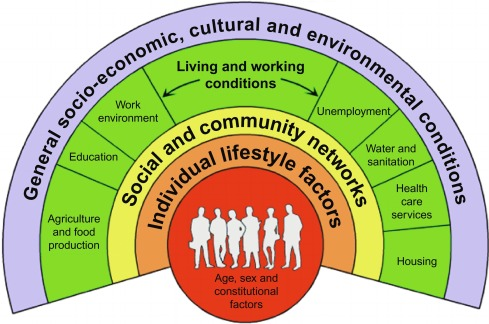 General socio-economic, cultural and environmental conditions
Living and working
conditions
Work
environment
Unemployment
Education
Water and
sanitation
Agriculture
and food
production
Health
care
services
Housing
Social and community networks
Individual lifestyle factors
Age, sex and
constitutional
factors